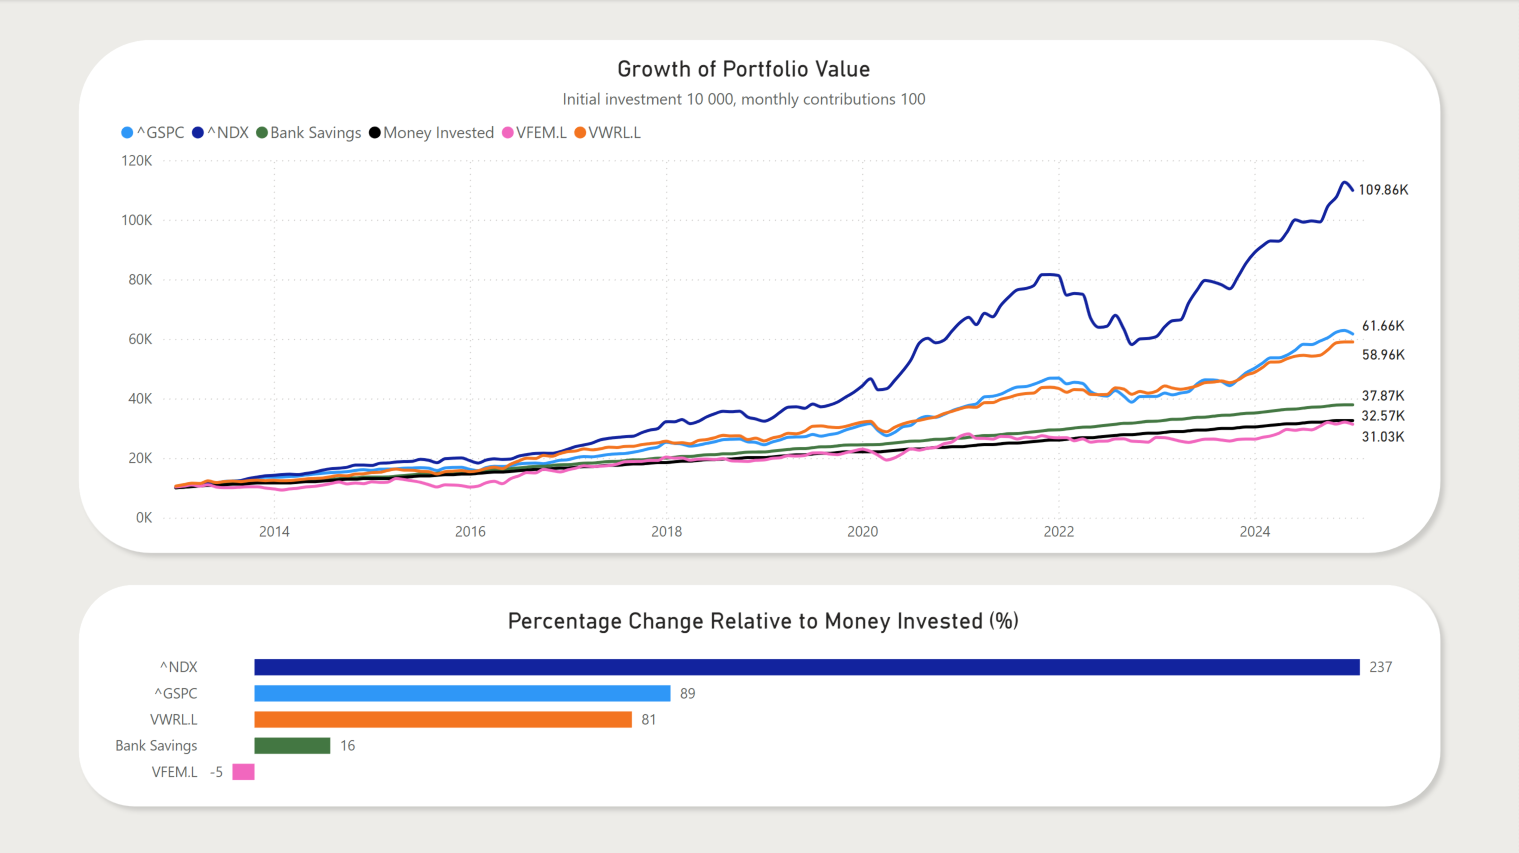 Growth of Portfolio Value
Initial investment 10 000, monthly contributions 100
^GSPC ^NDX Bank Savings Money Invested VFEM.L VWRL.L
120K
100K
80K
60K
40K
20K
0K
109.86K
61.66K
58.96K
37.87K
32.57K
31.03K
2014 2016 2018 2020 2022 2024
Percentage Change Relative to Money Invested (%)
^NDX 237
^GSPC 89
VWRL.L 81
Bank Savings 16
VFEM.L -5